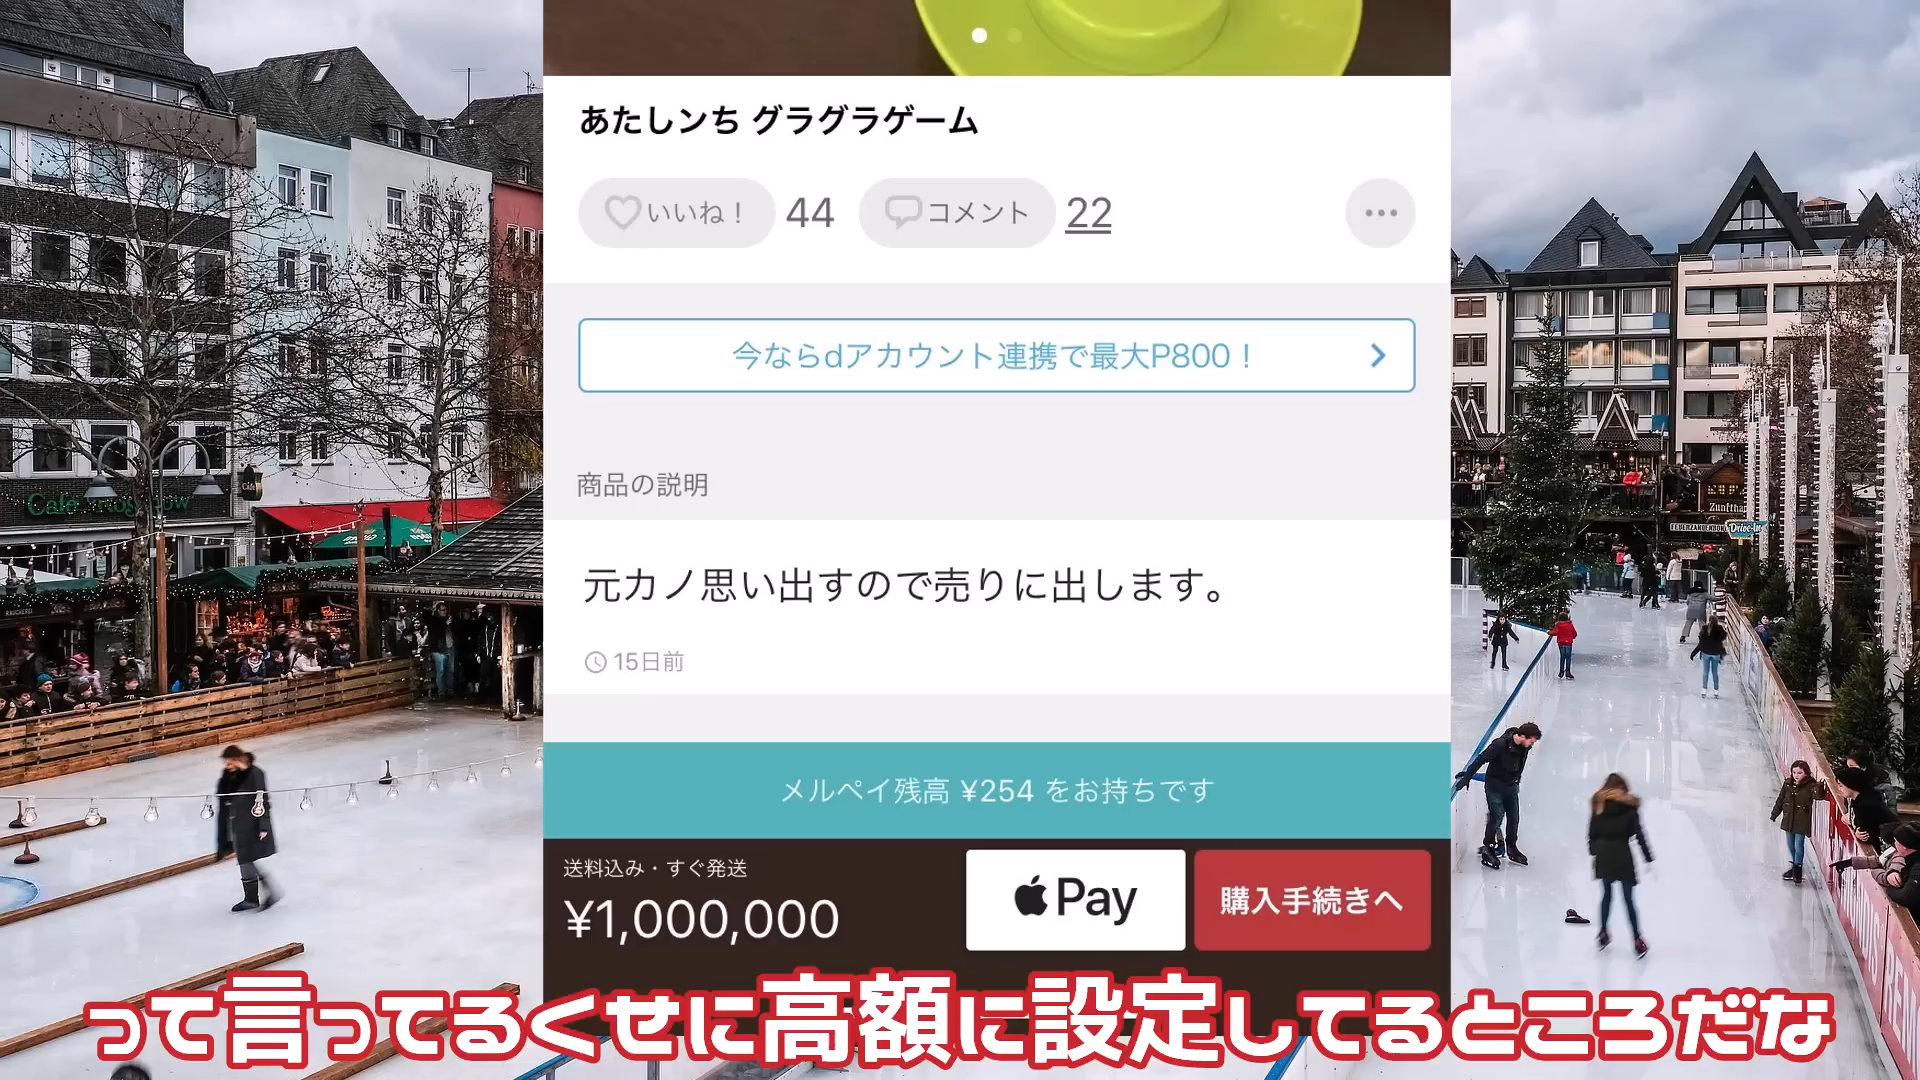 あたしンち グラグラゲーム
いいね！ 44 コメント 22
今ならdアカウント連携で最大P800！
商品の説明
元カノ思い出すので売りに出します。
15日前
メルペイ残高 ¥254 をお持ちです
送料込み・すぐ発送
¥1,000,000
Pay
購入手続きへ
って言ってるくせに高額に設定してるところだな
Zunftha
Drive-In